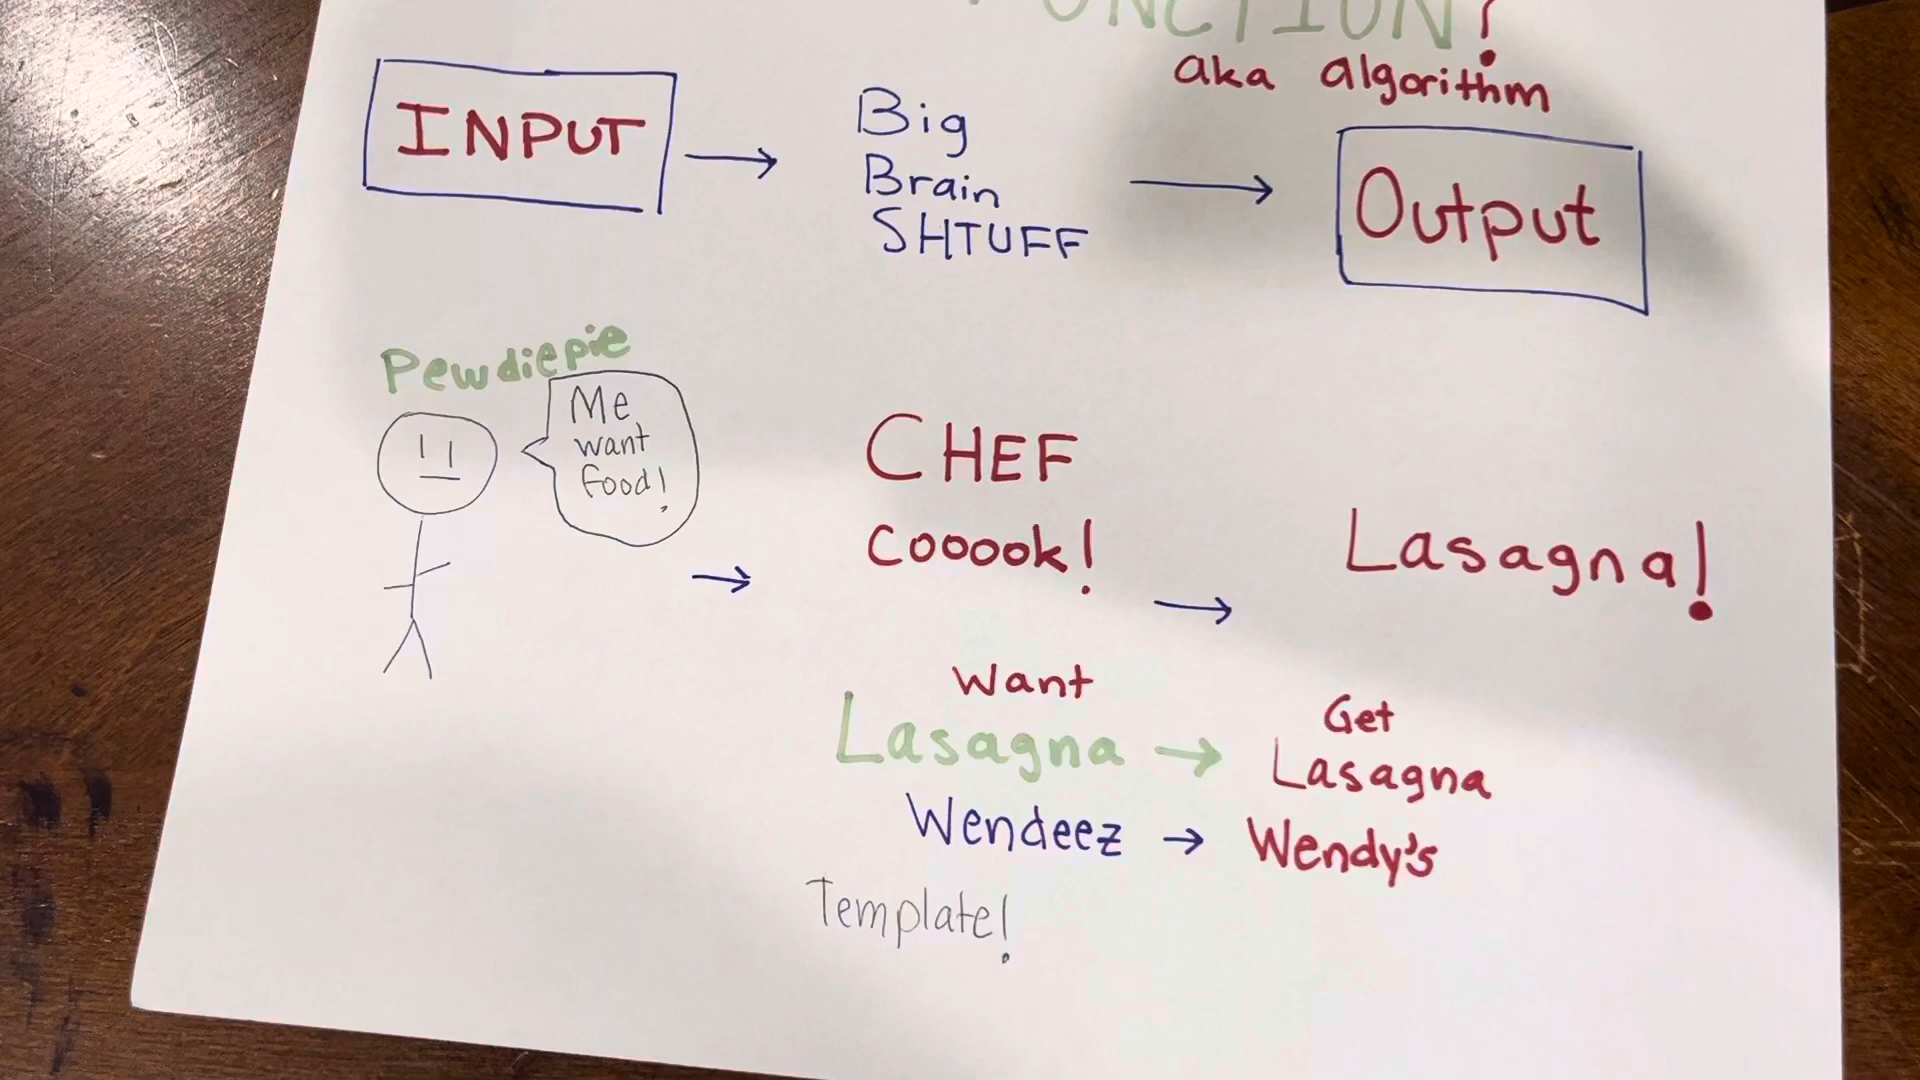 FUNCTION?
aka algorithm
INPUT → Big Brain SHTUFF → Output
Pewdiepie
Me
want
food!
→
CHEF
Cooook!
→
Lasagna!
Want
Get
Lasagna → Lasagna
Wendeez → Wendy's
Template!